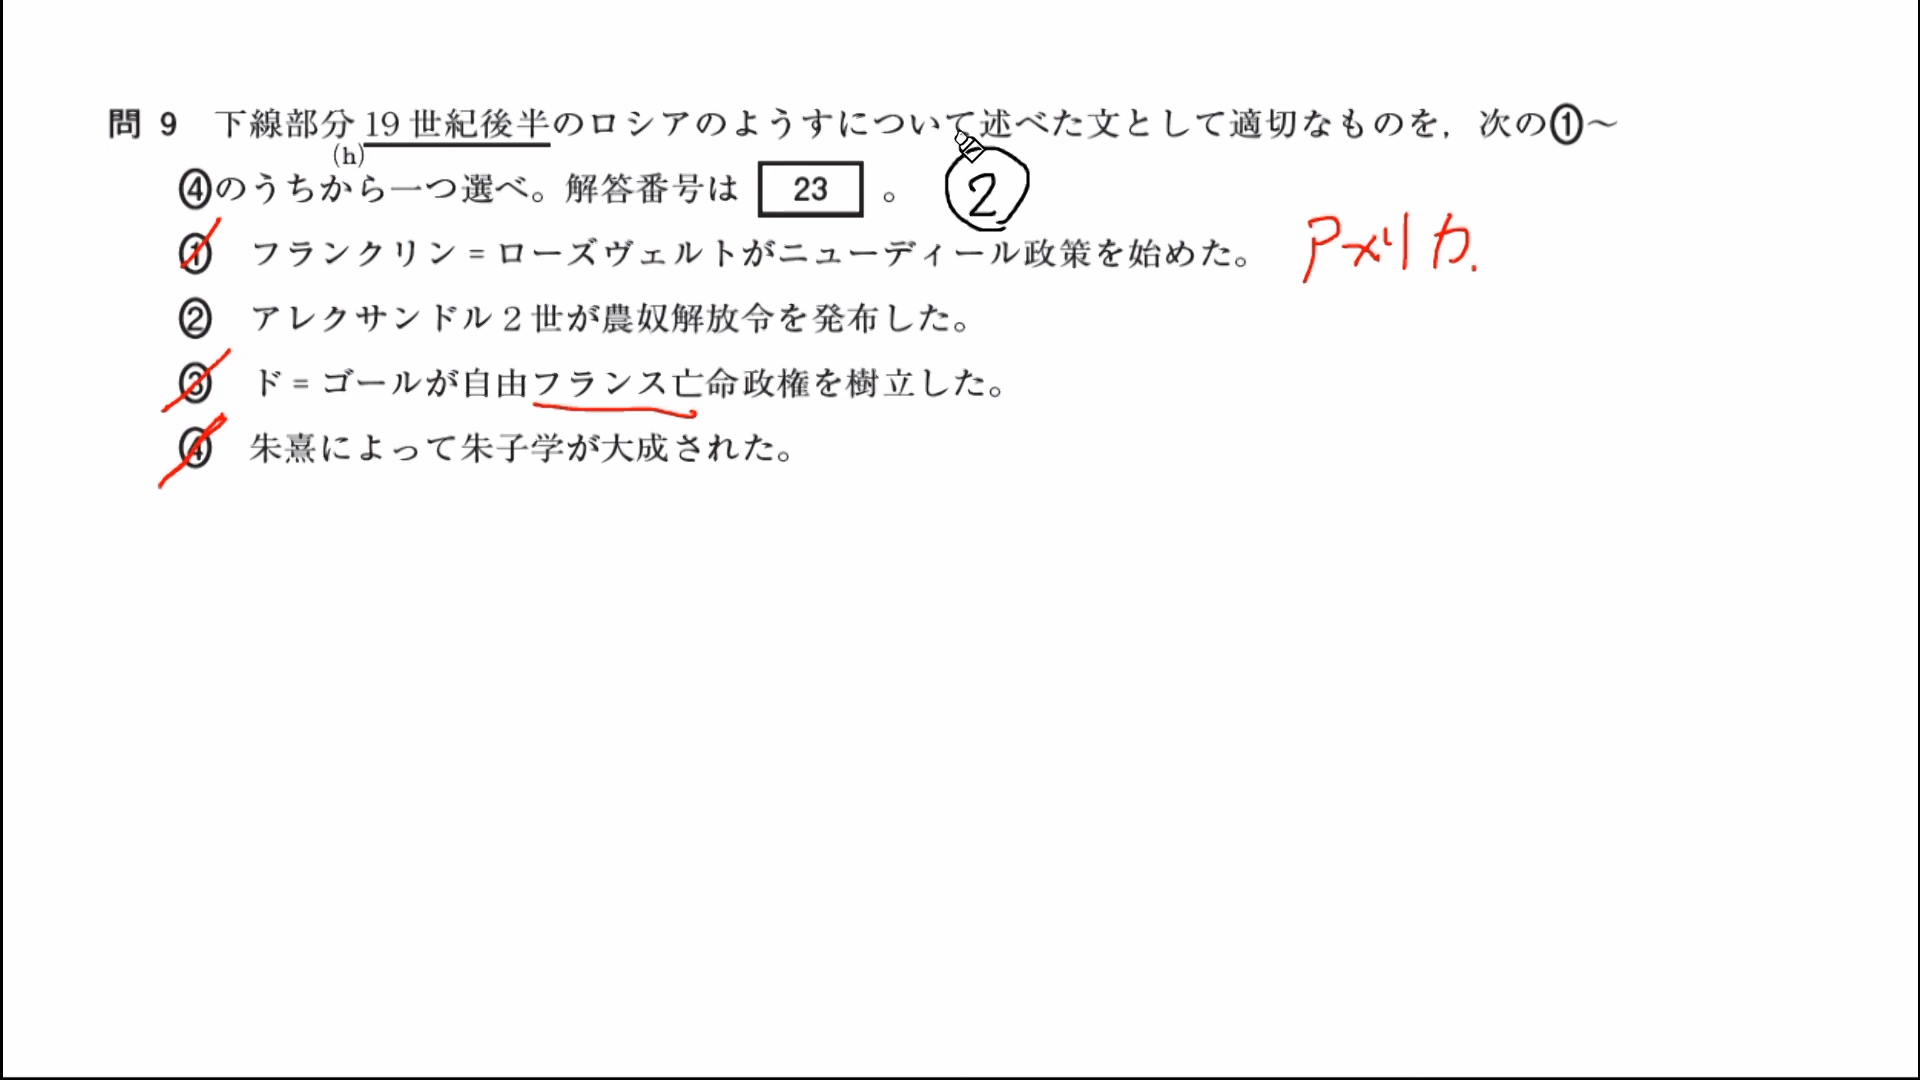 問 9 下線部分19世紀後半のロシアのようすについて述べた文として適切なものを，次の①～
(h)
④のうちから一つ選べ。解答番号は 23 。 ②
① フランクリン＝ローズヴェルトがニューディール政策を始めた。 アメリカ.
② アレクサンドル2世が農奴解放令を発布した。
③ ド＝ゴールが自由フランス亡命政権を樹立した。
④ 朱熹によって朱子学が大成された。